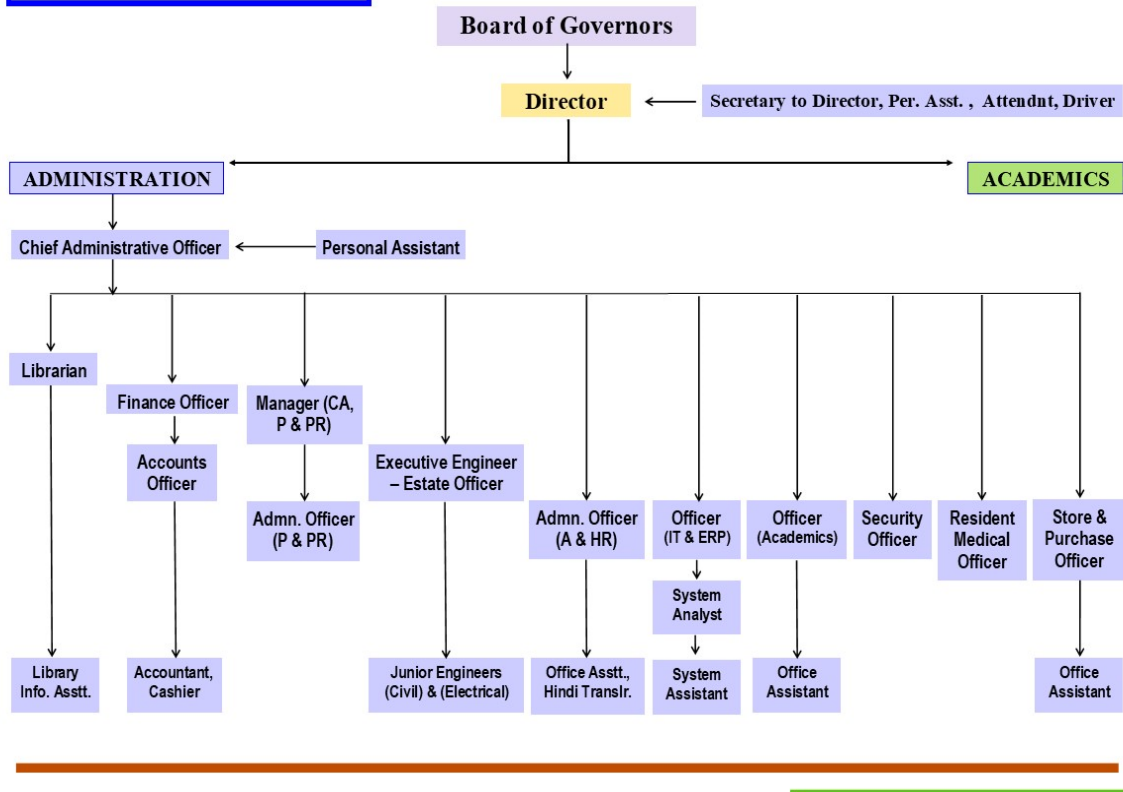 Board of Governors
Director
Secretary to Director, Per. Asst. , Attendnt, Driver
ADMINISTRATION
ACADEMICS
Chief Administrative Officer
Personal Assistant
Librarian
Finance Officer
Manager (CA,
P & PR)
Accounts
Officer
Executive Engineer
– Estate Officer
Admn. Officer
(P & PR)
Admn. Officer
(A & HR)
Officer
(IT & ERP)
Officer
(Academics)
Security
Officer
Resident
Medical
Officer
Store &
Purchase
Officer
System
Analyst
Library
Info. Asstt.
Accountant,
Cashier
Junior Engineers
(Civil) & (Electrical)
Office Asstt.,
Hindi Translr.
System
Assistant
Office
Assistant
Office
Assistant